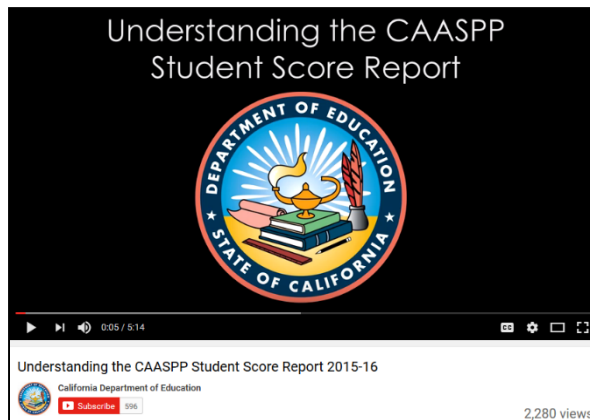 Understanding the CAASPP
Student Score Report
DEPARTMENT OF EDUCATION
STATE OF CALIFORNIA
0:05 / 5:14
CC
Understanding the CAASPP Student Score Report 2015-16
California Department of Education
Subscribe 596
2,280 views